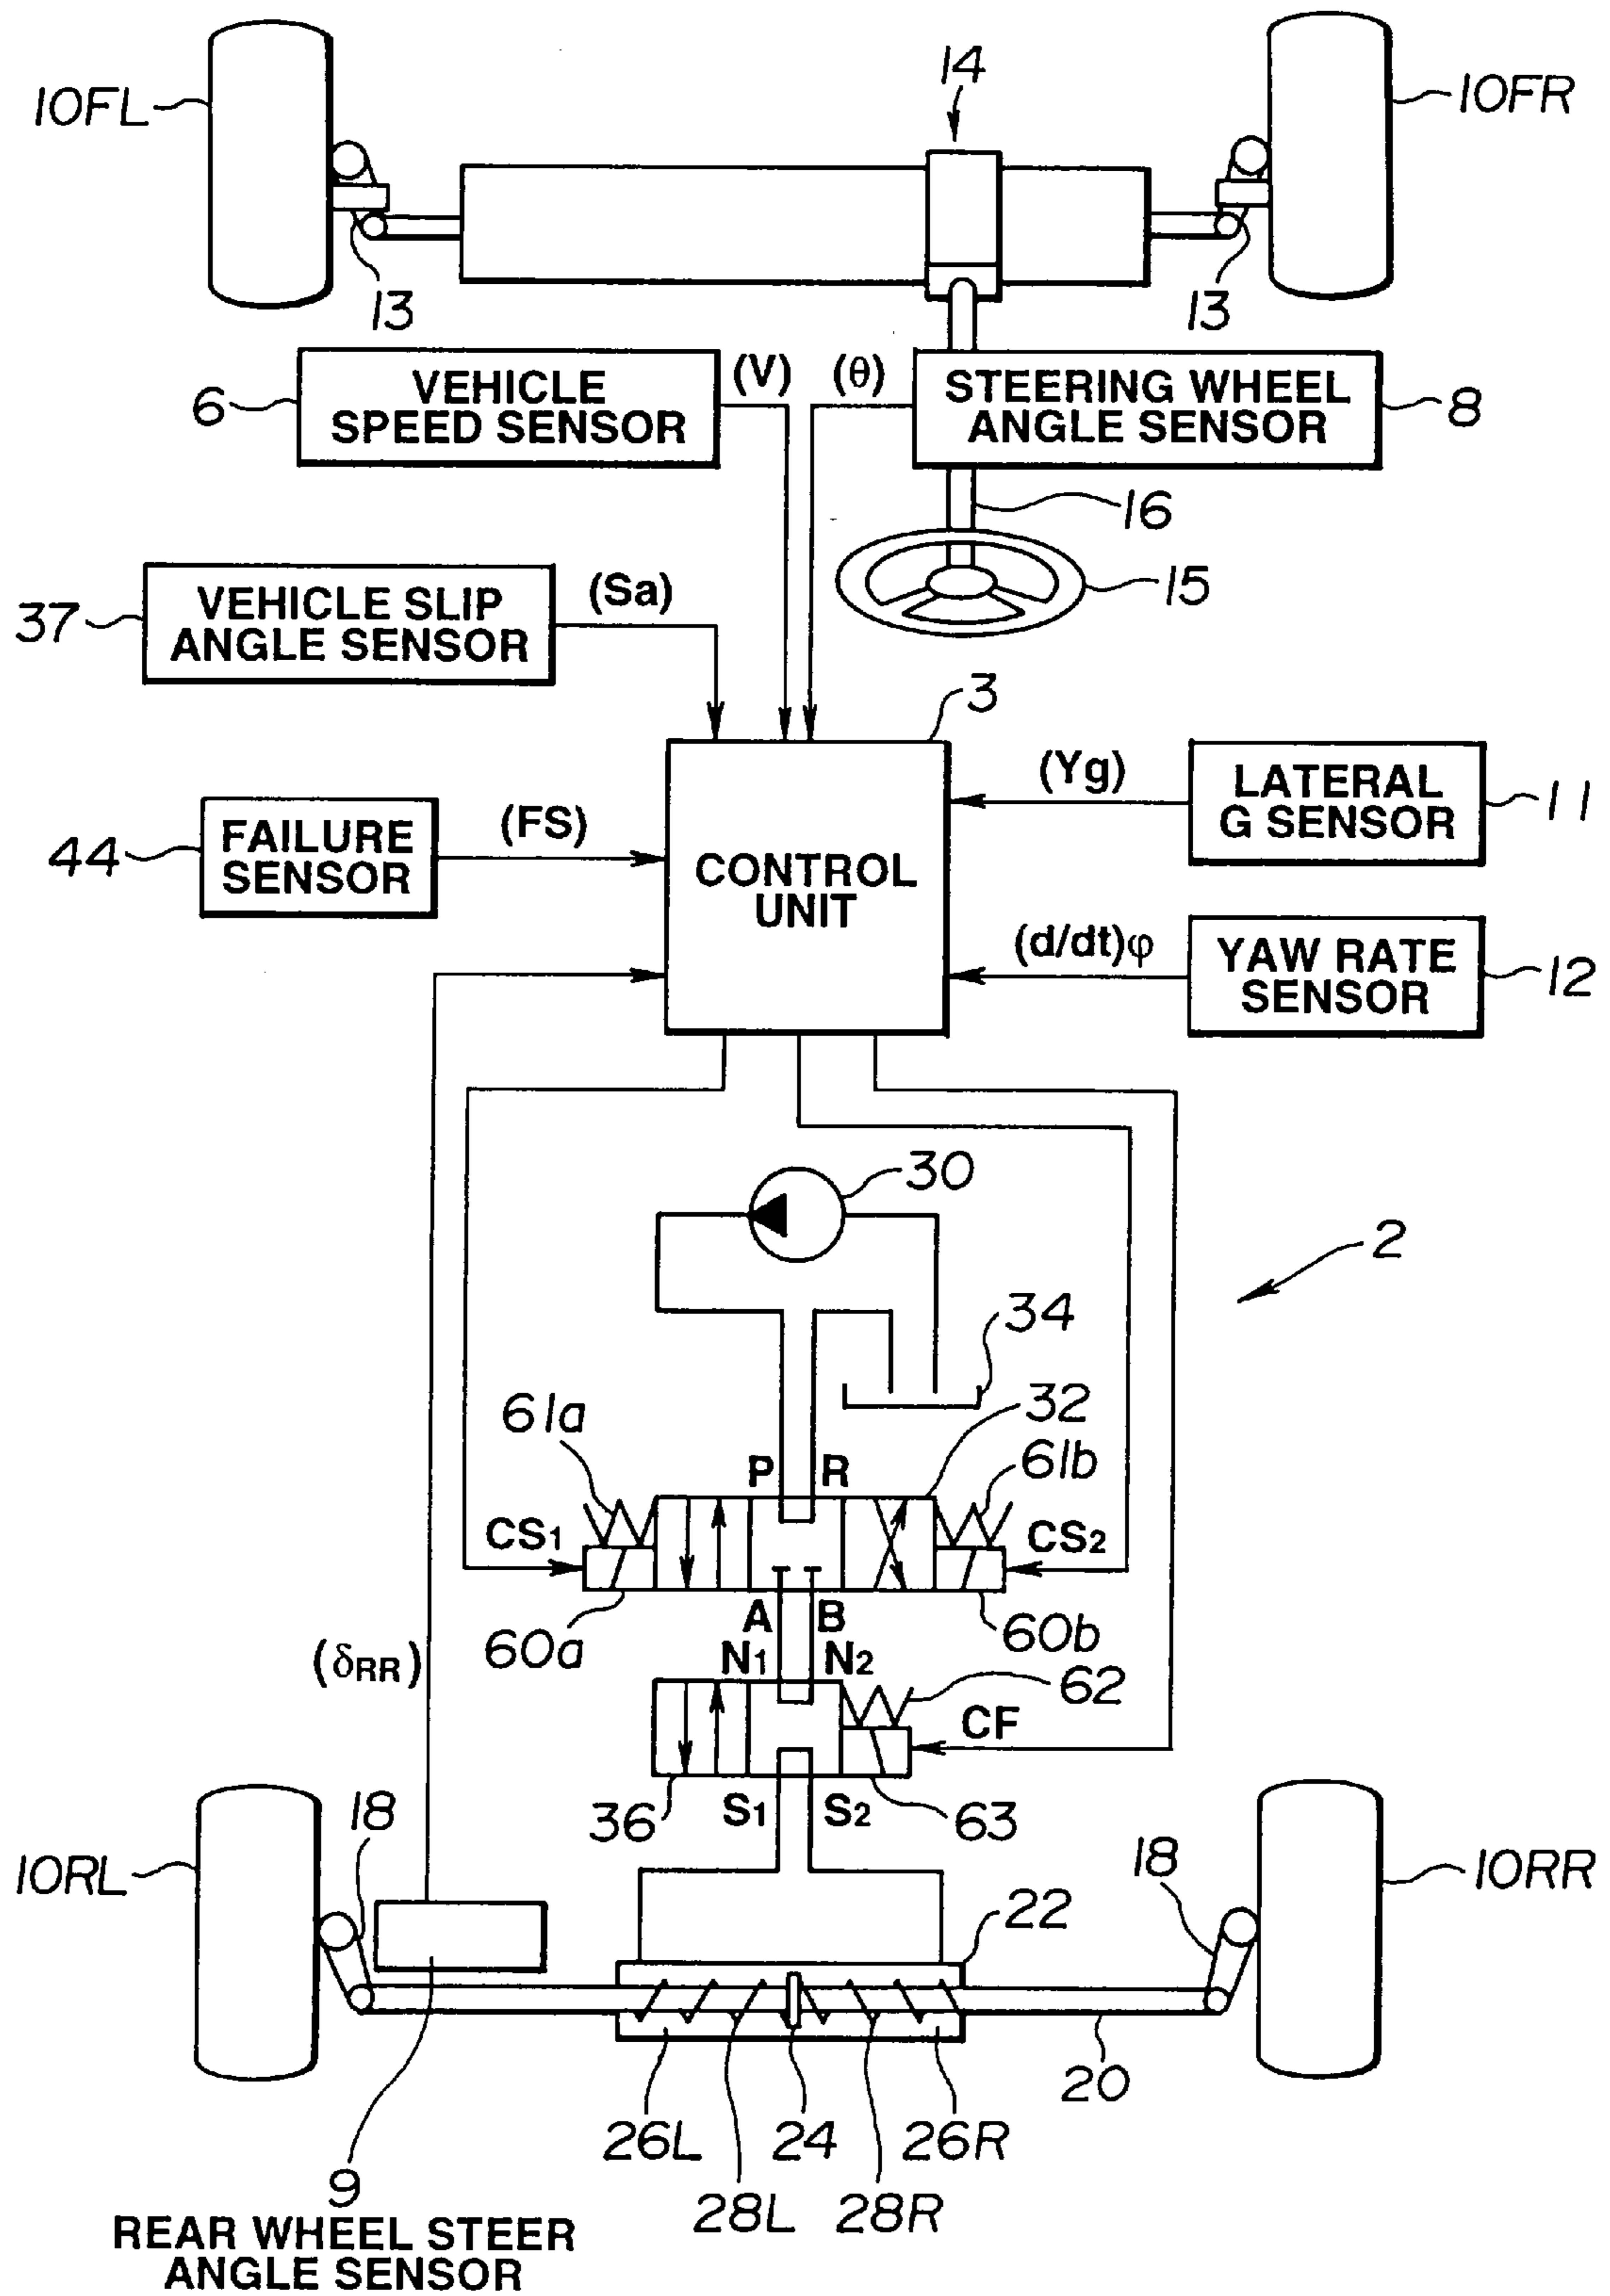 14
10FL
10FR
13
13
(V)
(θ)
6
VEHICLE
SPEED SENSOR
STEERING WHEEL
ANGLE SENSOR
8
16
15
37
VEHICLE SLIP
ANGLE SENSOR
(Sa)
3
44
FAILURE
SENSOR
(FS)
CONTROL
UNIT
(Yg)
LATERAL
G SENSOR
11
(d/dt)φ
YAW RATE
SENSOR
12
30
2
34
32
61a
61b
P R
CS1
CS2
60a
A B
60b
N1 N2
(δRR)
62
CF
36
S1 S2
63
10RL
18
18
10RR
22
20
26L
24
26R
28L
28R
9
REAR WHEEL STEER
ANGLE SENSOR